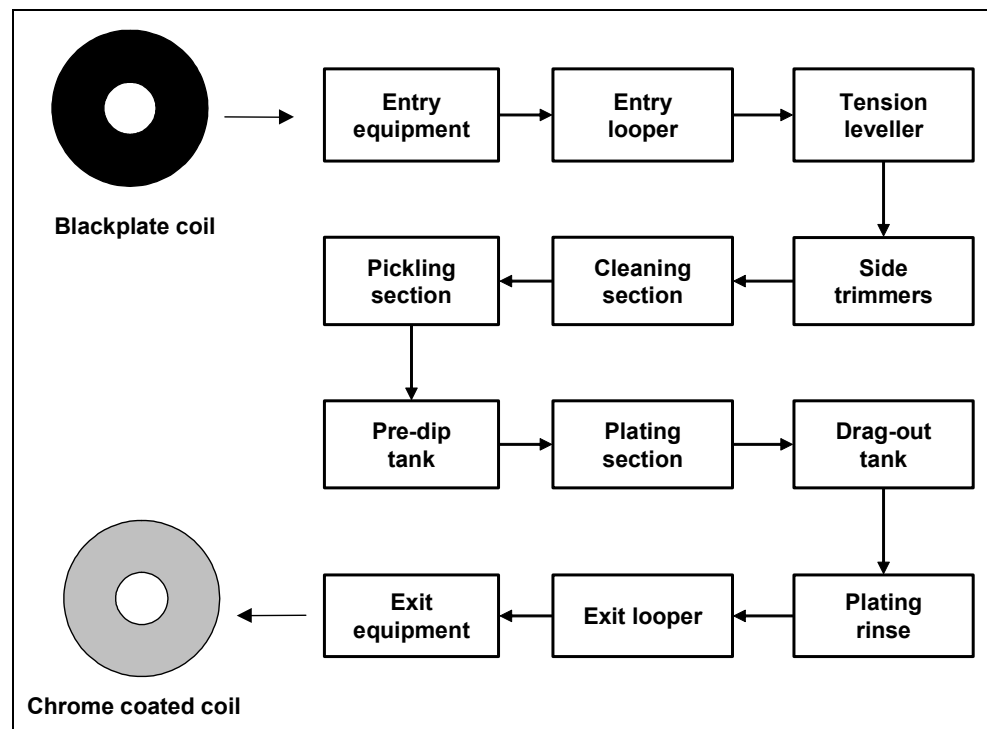 Entry
equipment
Entry
looper
Tension
leveller
Blackplate coil
Pickling
section
Cleaning
section
Side
trimmers
Pre-dip
tank
Plating
section
Drag-out
tank
Exit
equipment
Exit looper
Plating
rinse
Chrome coated coil